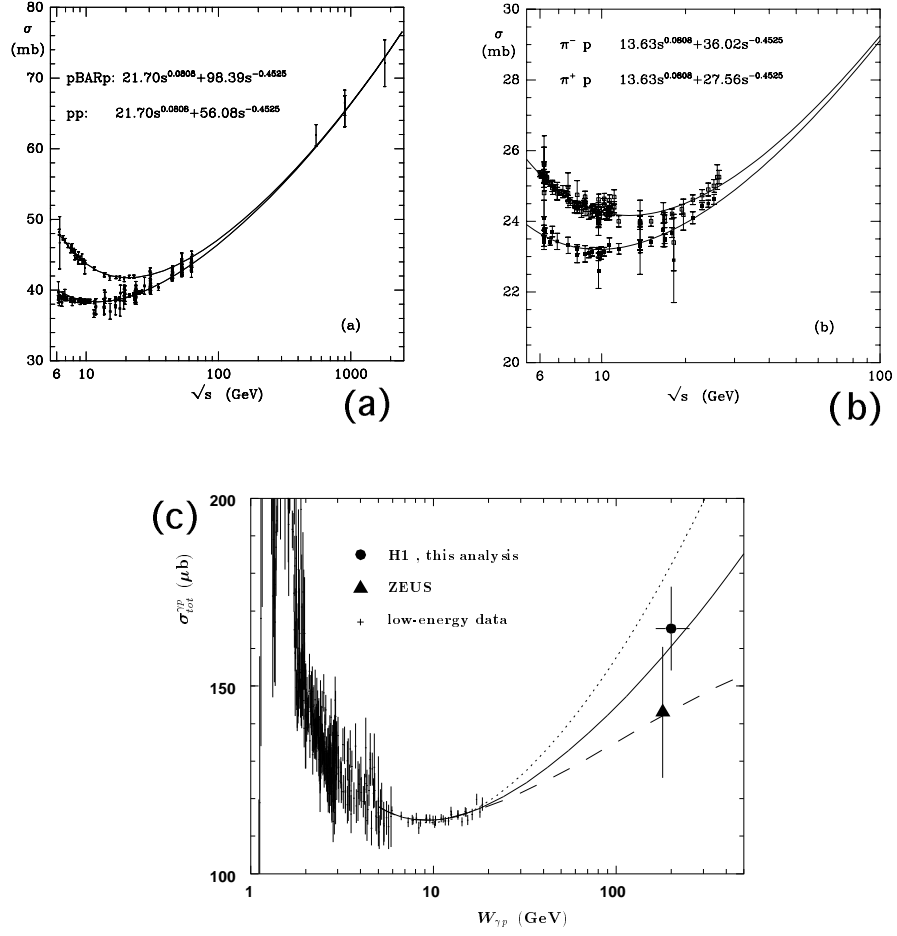 80
σ
(mb)
70
60
50
40
30
pBARp: 21.70s^0.0808+98.39s^-0.4525
pp: 21.70s^0.0808+56.08s^-0.4525
(a)
6 10 100 1000
√s (GeV)
(a)
σ 30
(mb)
28
26
24
22
20
π⁻ p 13.63s^0.0808+36.02s^-0.4525
π⁺ p 13.63s^0.0808+27.56s^-0.4525
(b)
6 10 100
√s (GeV)
(b)
(c)
200
150
100
σ_tot^γp (μb)
H1 , this analysis
ZEUS
low-energy data
1 10 100
W_γp (GeV)